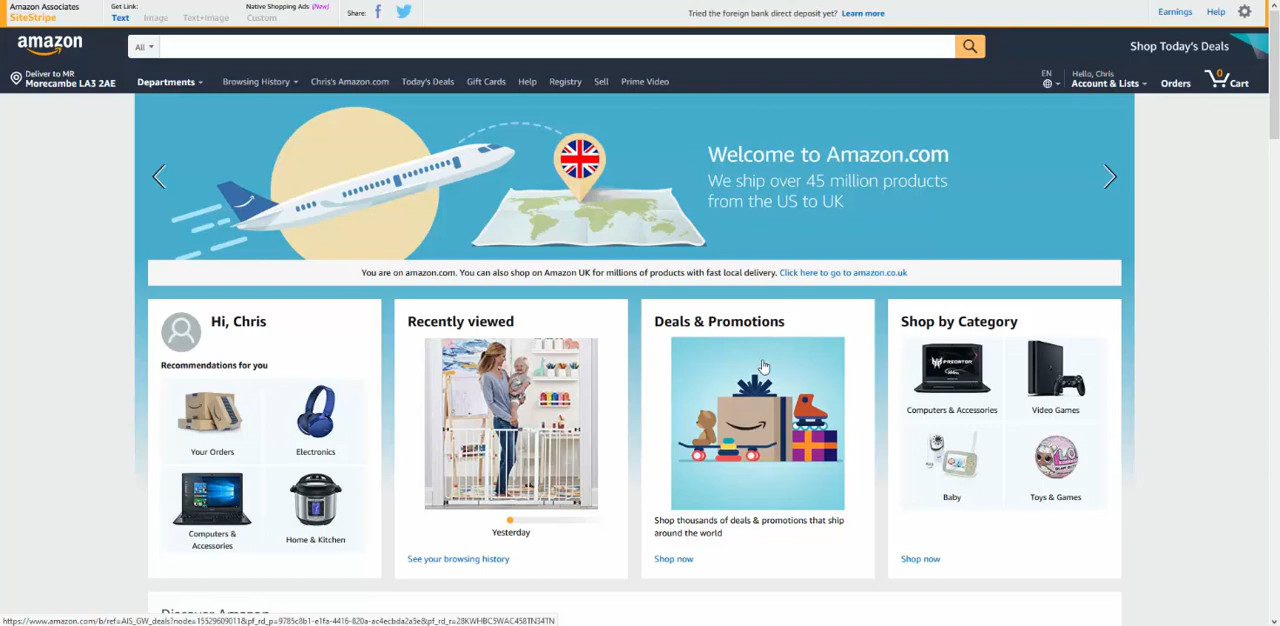 Amazon Associates
SiteStripe
Get Link:
Text Image Text+Image
Native Shopping Ads (New)
Custom
Share:
Tried the foreign bank direct deposit yet? Learn more
Earnings Help
amazon
All
Shop Today's Deals
Deliver to MR
Morecambe LA3 2AE
Departments Browsing History Chris's Amazon.com Today's Deals Gift Cards Help Registry Sell Prime Video
EN
Hello, Chris
Account & Lists
Orders
0
Cart
Welcome to Amazon.com
We ship over 45 million products
from the US to UK
You are on amazon.com. You can also shop on Amazon UK for millions of products with fast local delivery. Click here to go to amazon.co.uk
Hi, Chris
Recommendations for you
Your Orders
Electronics
Computers &
Accessories
Home & Kitchen
Recently viewed
Yesterday
See your browsing history
Deals & Promotions
Shop thousands of deals & promotions that ship
around the world
Shop now
Shop by Category
PREDATOR
Computers & Accessories
Video Games
Baby
Toys & Games
Shop now
Discover Amazon